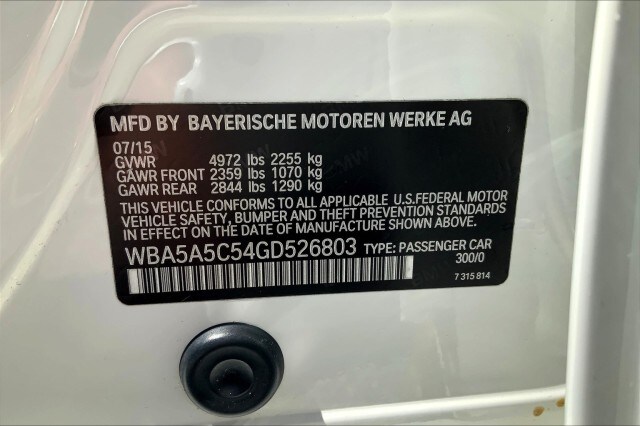 MFD BY BAYERISCHE MOTOREN WERKE AG
07/15
GVWR 4972 lbs 2255 kg
GAWR FRONT 2359 lbs 1070 kg
GAWR REAR 2844 lbs 1290 kg
THIS VEHICLE CONFORMS TO ALL APPLICABLE U.S.FEDERAL MOTOR
VEHICLE SAFETY, BUMPER AND THEFT PREVENTION STANDARDS
IN EFFECT ON THE DATE OF MANUFACTURE SHOWN ABOVE.
WBA5A5C54GD526803 TYPE: PASSENGER CAR
300/0
7 315 814